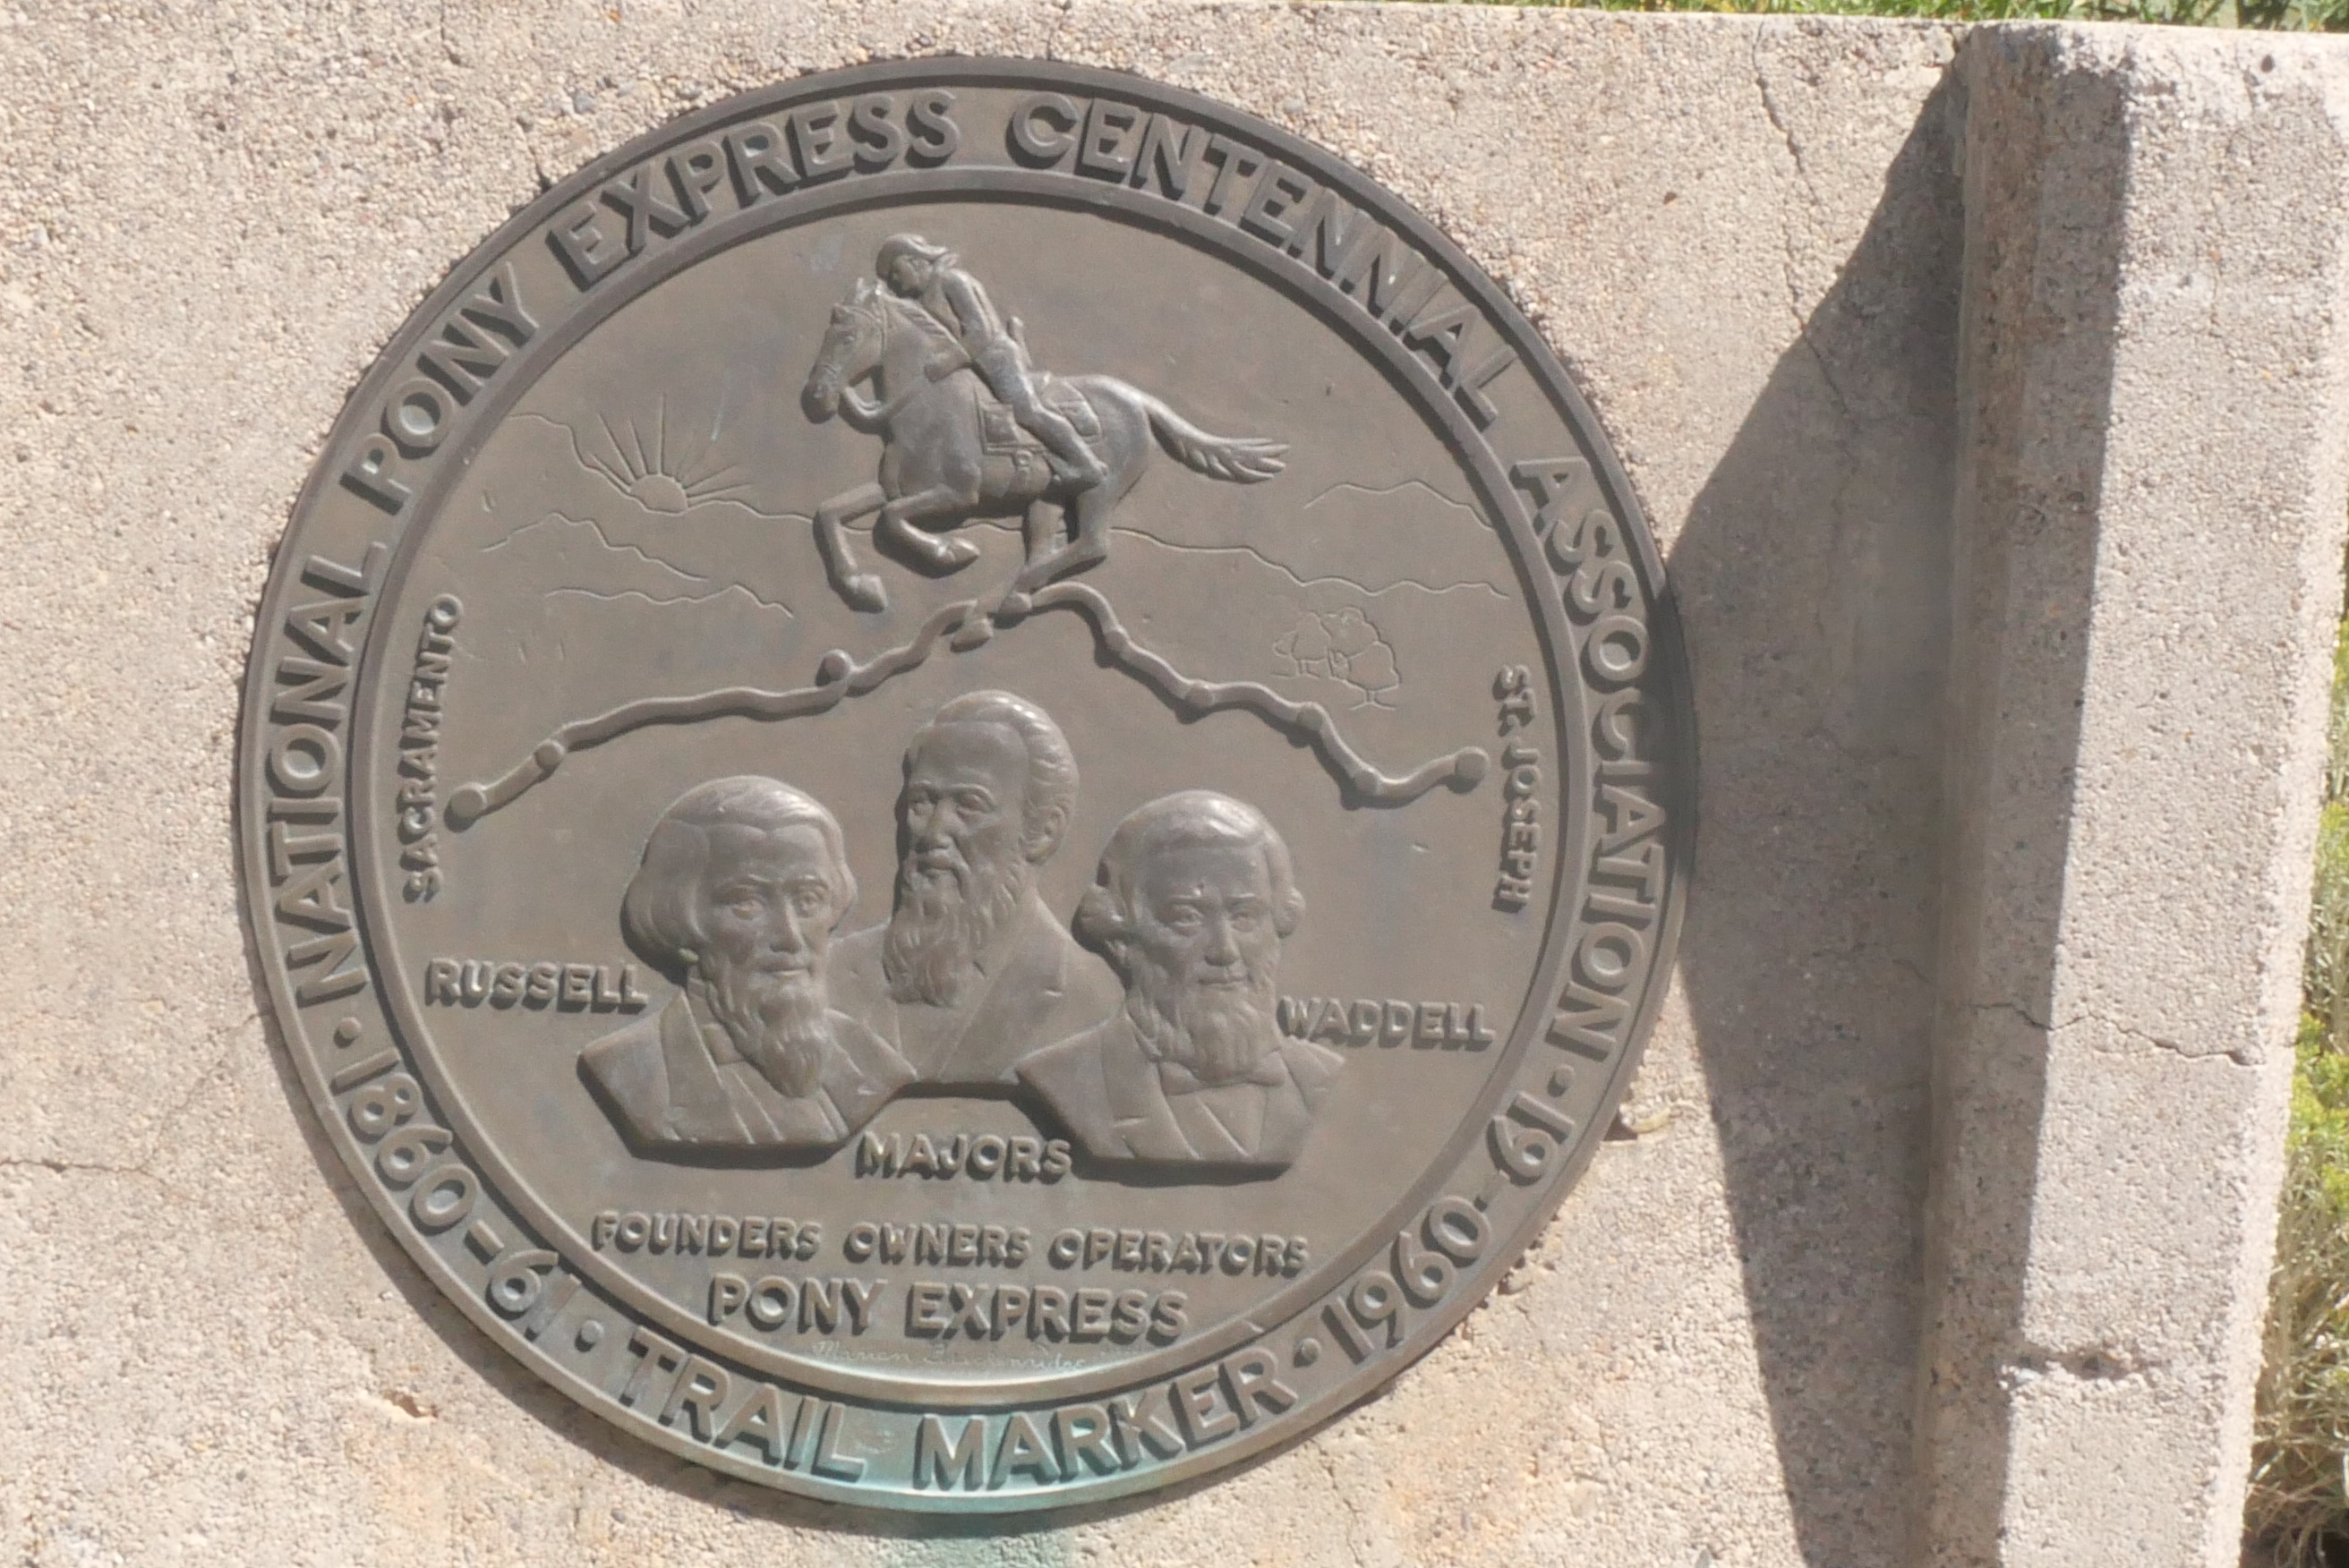 NATIONAL PONY EXPRESS CENTENNIAL ASSOCIATION
SACRAMENTO
ST. JOSEPH
RUSSELL
WADDELL
MAJORS
FOUNDERS OWNERS OPERATORS
PONY EXPRESS
• 1860-61 • TRAIL MARKER • 1960-61 •